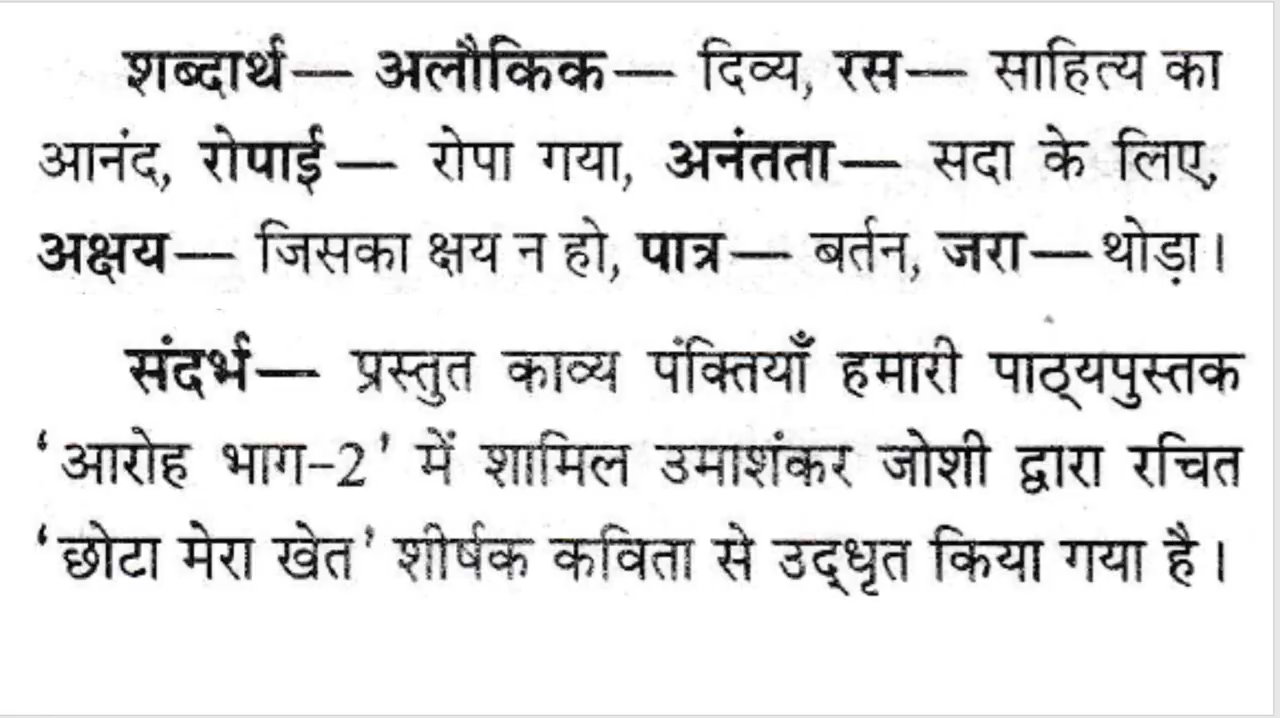 शब्दार्थ— अलौकिक— दिव्य, रस— साहित्य का
आनंद, रोपाई— रोपा गया, अनंतता— सदा के लिए,
अक्षय— जिसका क्षय न हो, पात्र— बर्तन, जरा—थोड़ा।
संदर्भ— प्रस्तुत काव्य पंक्तियाँ हमारी पाठ्यपुस्तक
‘आरोह भाग-2’ में शामिल उमाशंकर जोशी द्वारा रचित
‘छोटा मेरा खेत’ शीर्षक कविता से उद्धृत किया गया है।